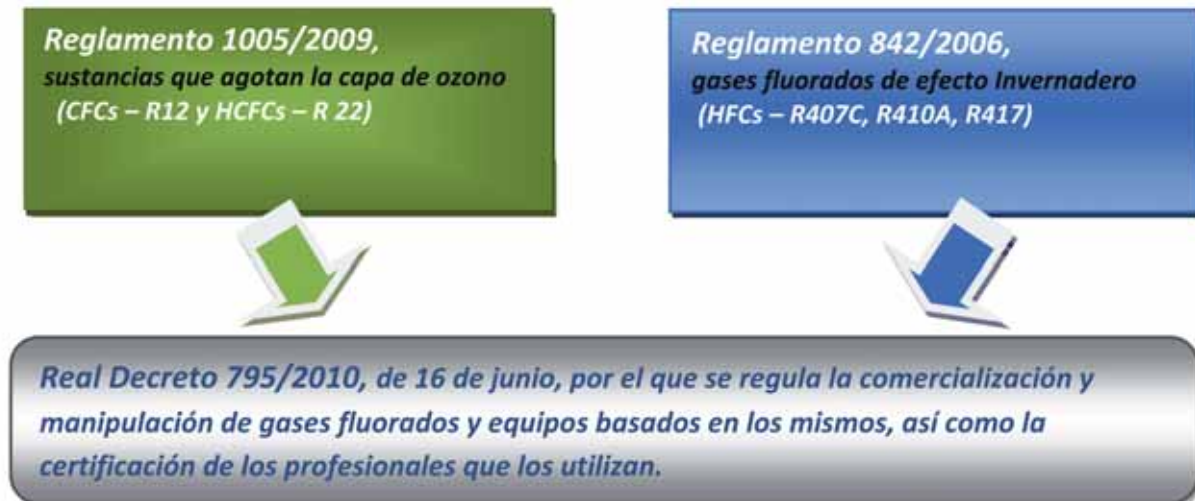 Reglamento 1005/2009,
sustancias que agotan la capa de ozono
(CFCs – R12 y HCFCs – R 22)
Reglamento 842/2006,
gases fluorados de efecto Invernadero
(HFCs – R407C, R410A, R417)
Real Decreto 795/2010, de 16 de junio, por el que se regula la comercialización y
manipulación de gases fluorados y equipos basados en los mismos, así como la
certificación de los profesionales que los utilizan.